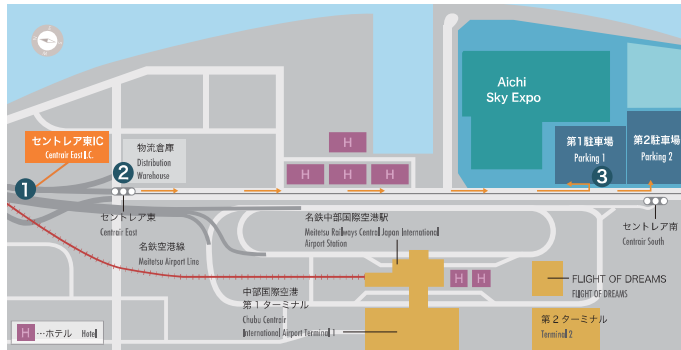 Aichi
Sky Expo
第1駐車場
Parking 1
第2駐車場
Parking 2
セントレア東IC
Centrair East I.C.
物流倉庫
Distribution
Warehouse
1
2
3
H
H H H H
セントレア東
Centrair East
名鉄空港線
Meitetsu Airport Line
名鉄中部国際空港駅
Meitetsu Railways Central Japan International
Airport Station
セントレア南
Centrair South
中部国際空港
第1ターミナル
Chubu Centrair
International Airport Terminal 1
H H
FLIGHT OF DREAMS
FLIGHT OF DREAMS
第2ターミナル
Terminal 2
H …ホテル Hotel